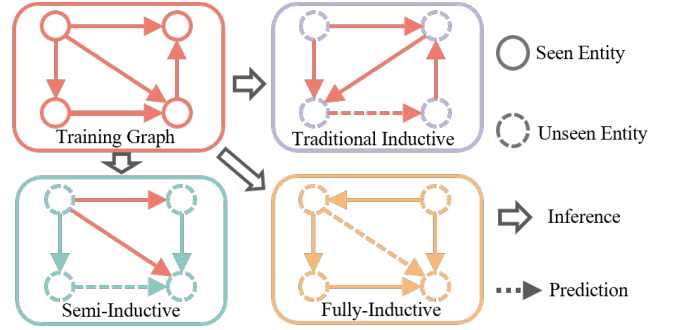 Training Graph
Traditional Inductive
Seen Entity
Unseen Entity
Semi-Inductive
Fully-Inductive
Inference
Prediction